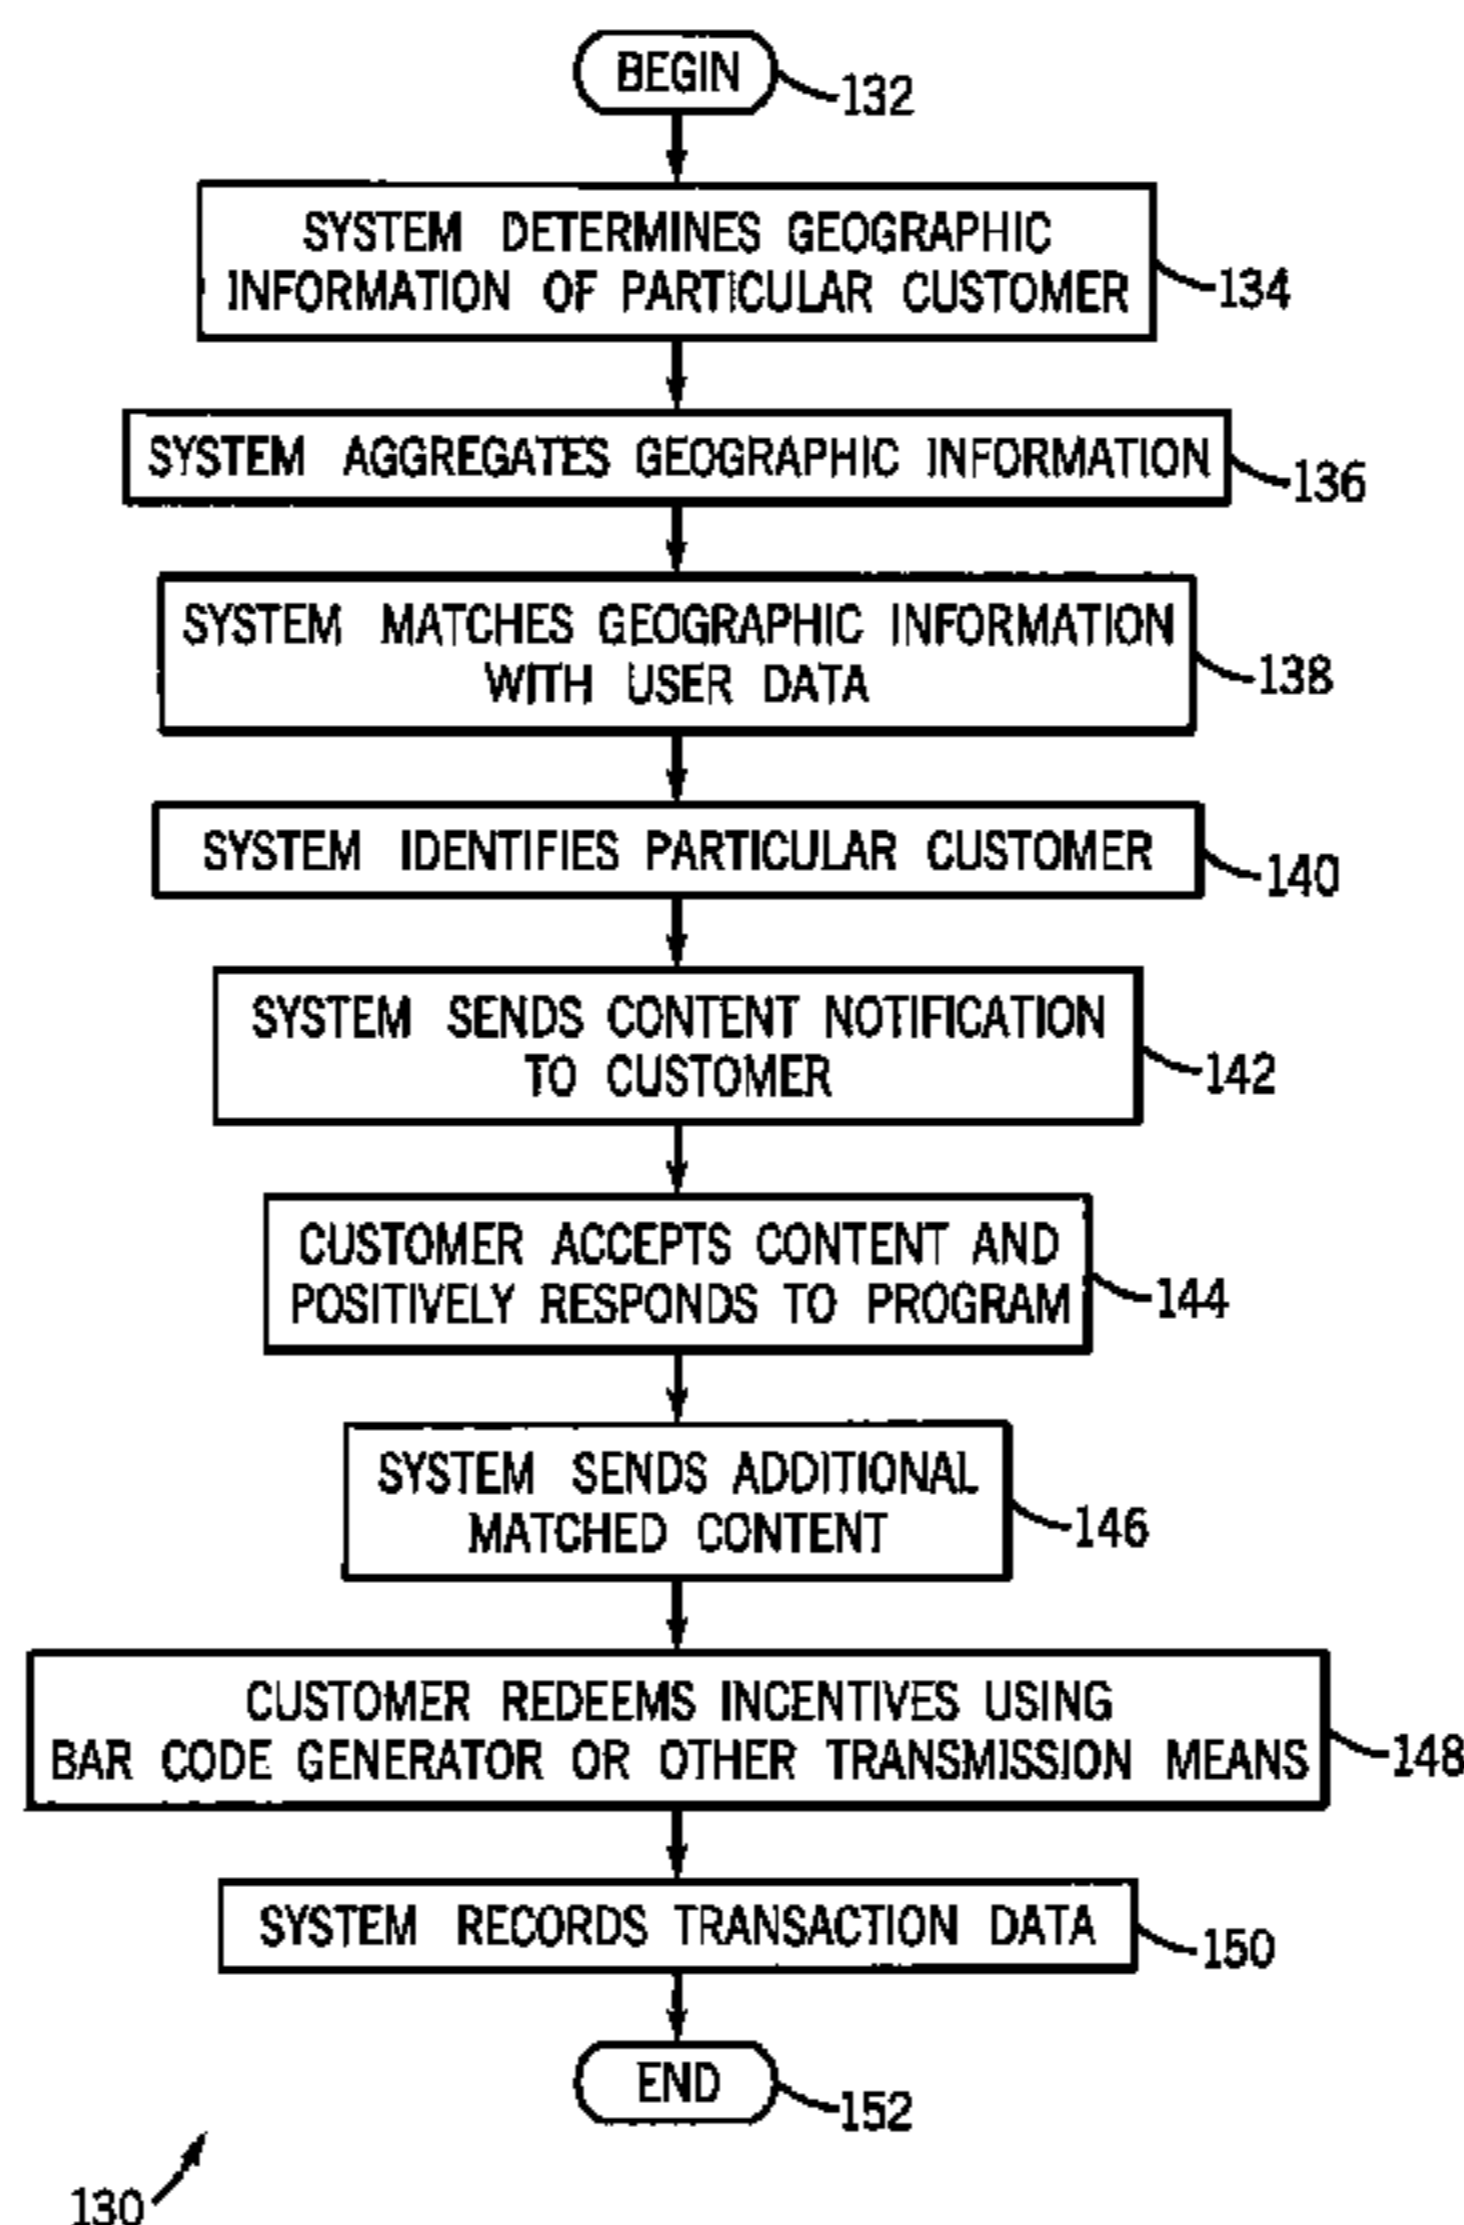 BEGIN
132
SYSTEM DETERMINES GEOGRAPHIC
INFORMATION OF PARTICULAR CUSTOMER
134
SYSTEM AGGREGATES GEOGRAPHIC INFORMATION
136
SYSTEM MATCHES GEOGRAPHIC INFORMATION
WITH USER DATA
138
SYSTEM IDENTIFIES PARTICULAR CUSTOMER
140
SYSTEM SENDS CONTENT NOTIFICATION
TO CUSTOMER
142
CUSTOMER ACCEPTS CONTENT AND
POSITIVELY RESPONDS TO PROGRAM
144
SYSTEM SENDS ADDITIONAL
MATCHED CONTENT
146
CUSTOMER REDEEMS INCENTIVES USING
BAR CODE GENERATOR OR OTHER TRANSMISSION MEANS
148
SYSTEM RECORDS TRANSACTION DATA
150
END
152
130